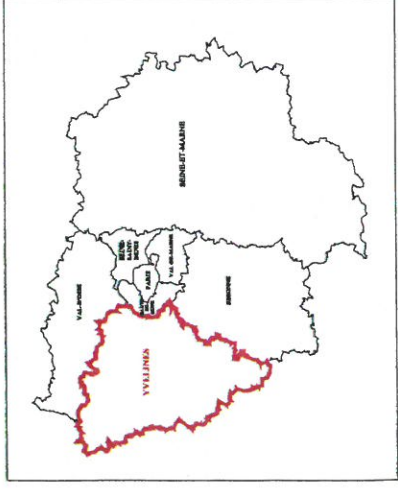 VAL-D'OISE
YVELINES
SEINE-
SAINT-
DENIS
PARIS
VAL-DE-MARNE
SEINE-ET-MARNE
ESSONNE